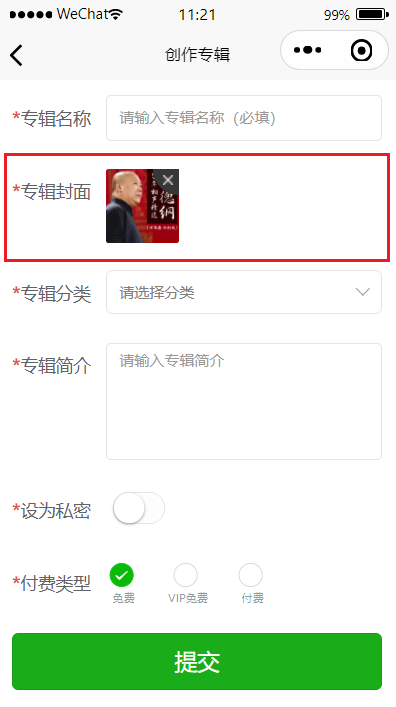 WeChat 11:21 99%
创作专辑
*专辑名称 请输入专辑名称（必填）
*专辑封面
德纲
*专辑分类 请选择分类
*专辑简介 请输入专辑简介
*设为私密
*付费类型
免费 VIP免费 付费
提交